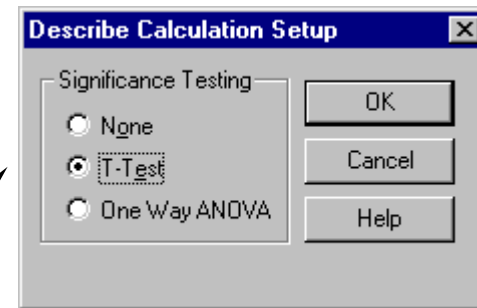 Describe Calculation Setup
Significance Testing
None
T-Test
One Way ANOVA
OK
Cancel
Help